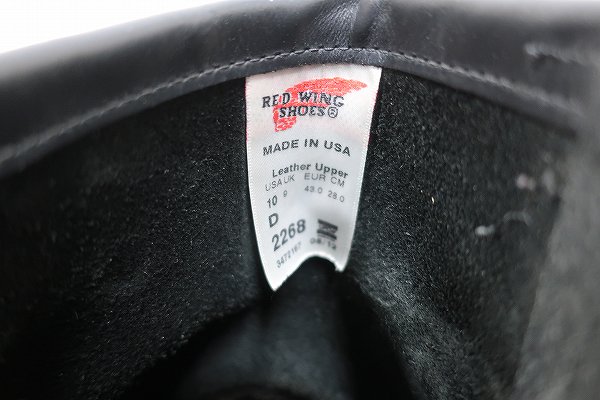 RED WING
SHOES®
MADE IN USA
Leather Upper
USA UK EUR CM
10 9 43.0 28.0
D
2268